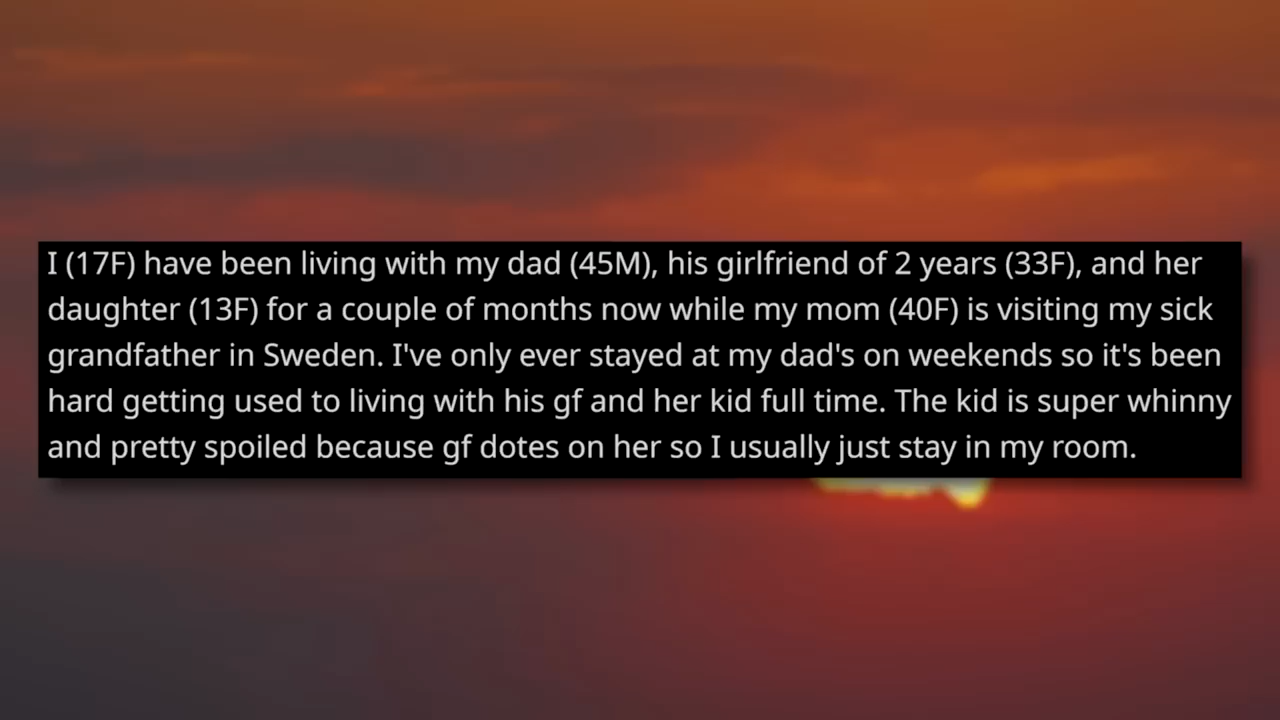 I (17F) have been living with my dad (45M), his girlfriend of 2 years (33F), and her
daughter (13F) for a couple of months now while my mom (40F) is visiting my sick
grandfather in Sweden. I've only ever stayed at my dad's on weekends so it's been
hard getting used to living with his gf and her kid full time. The kid is super whinny
and pretty spoiled because gf dotes on her so I usually just stay in my room.